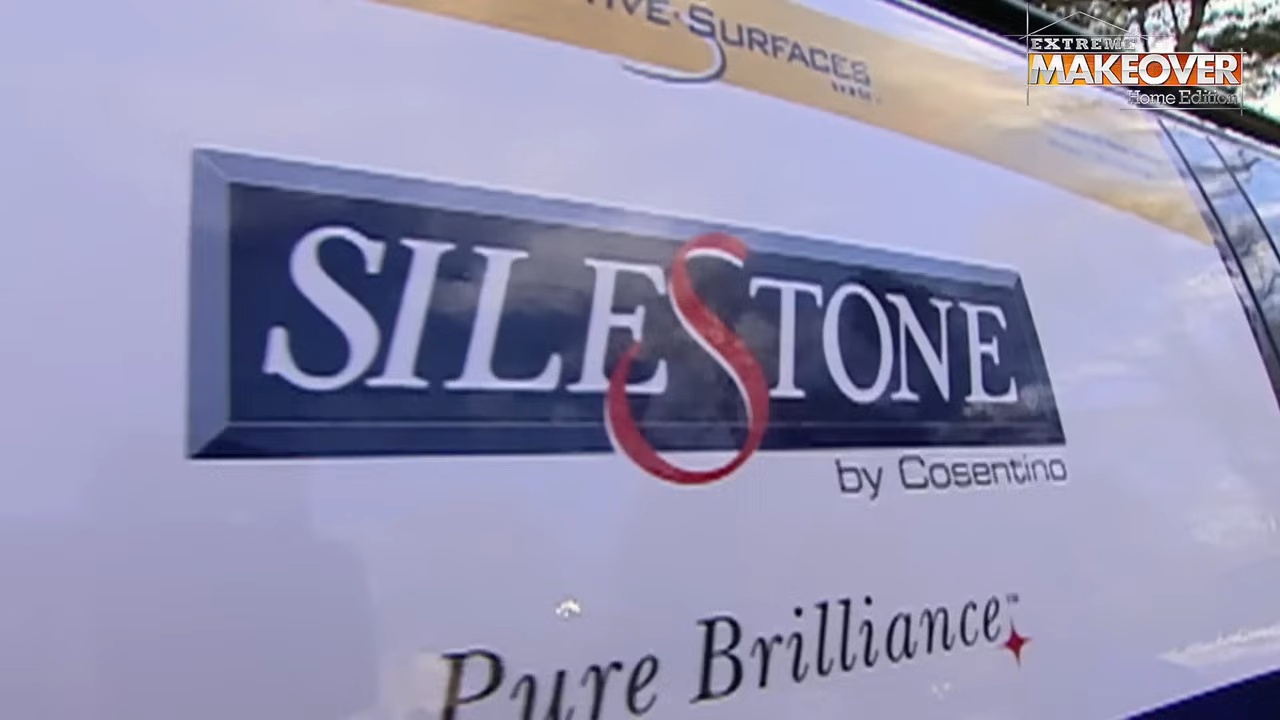 SURFACES
EXTREME
MAKEOVER
Home Edition
SILESTONE
by Cosentino
Pure Brilliance™